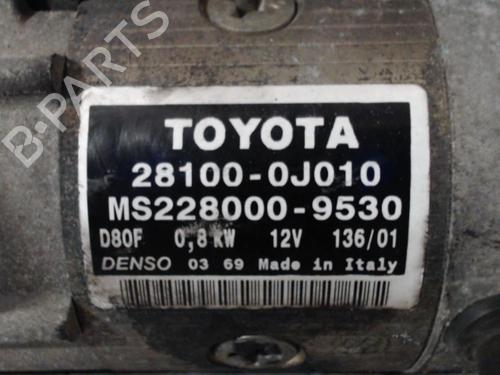 B-PARTS
TOYOTA
28100-0J010
MS228000-9530
D80F 0,8 KW 12V 136/01
DENSO 03 69 Made in Italy